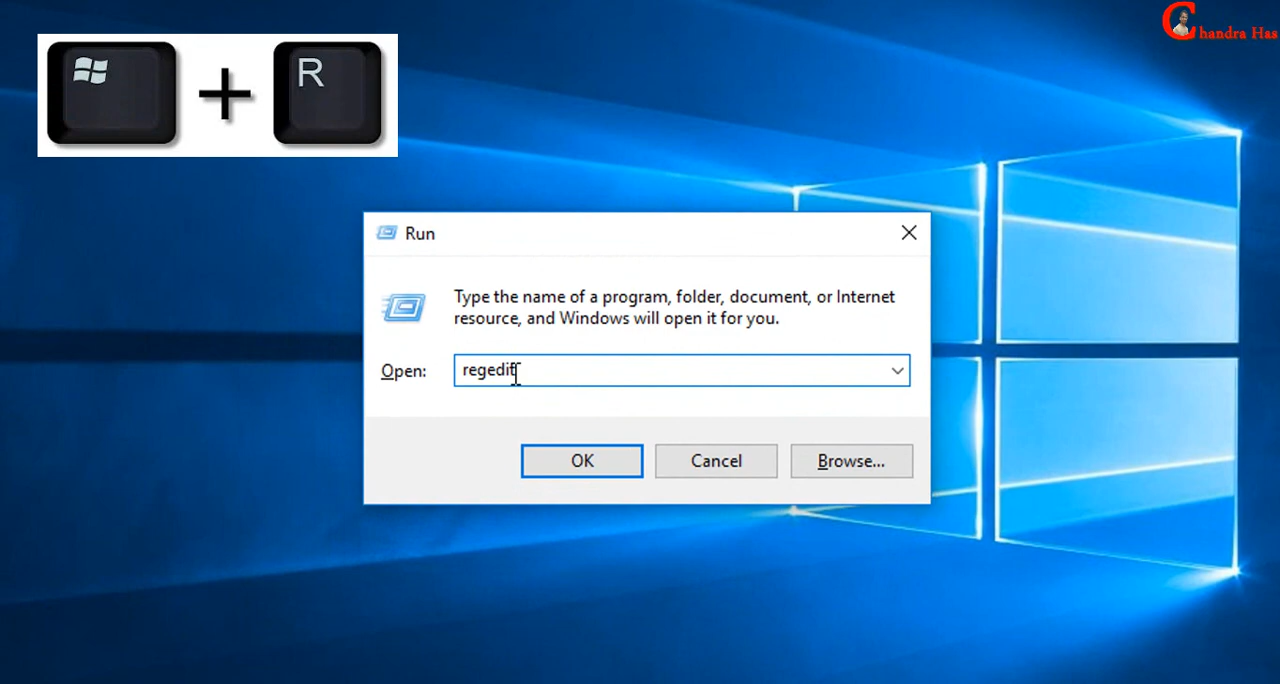 Chandra Has
R
Run
Type the name of a program, folder, document, or Internet
resource, and Windows will open it for you.
Open: regedit
OK Cancel Browse...